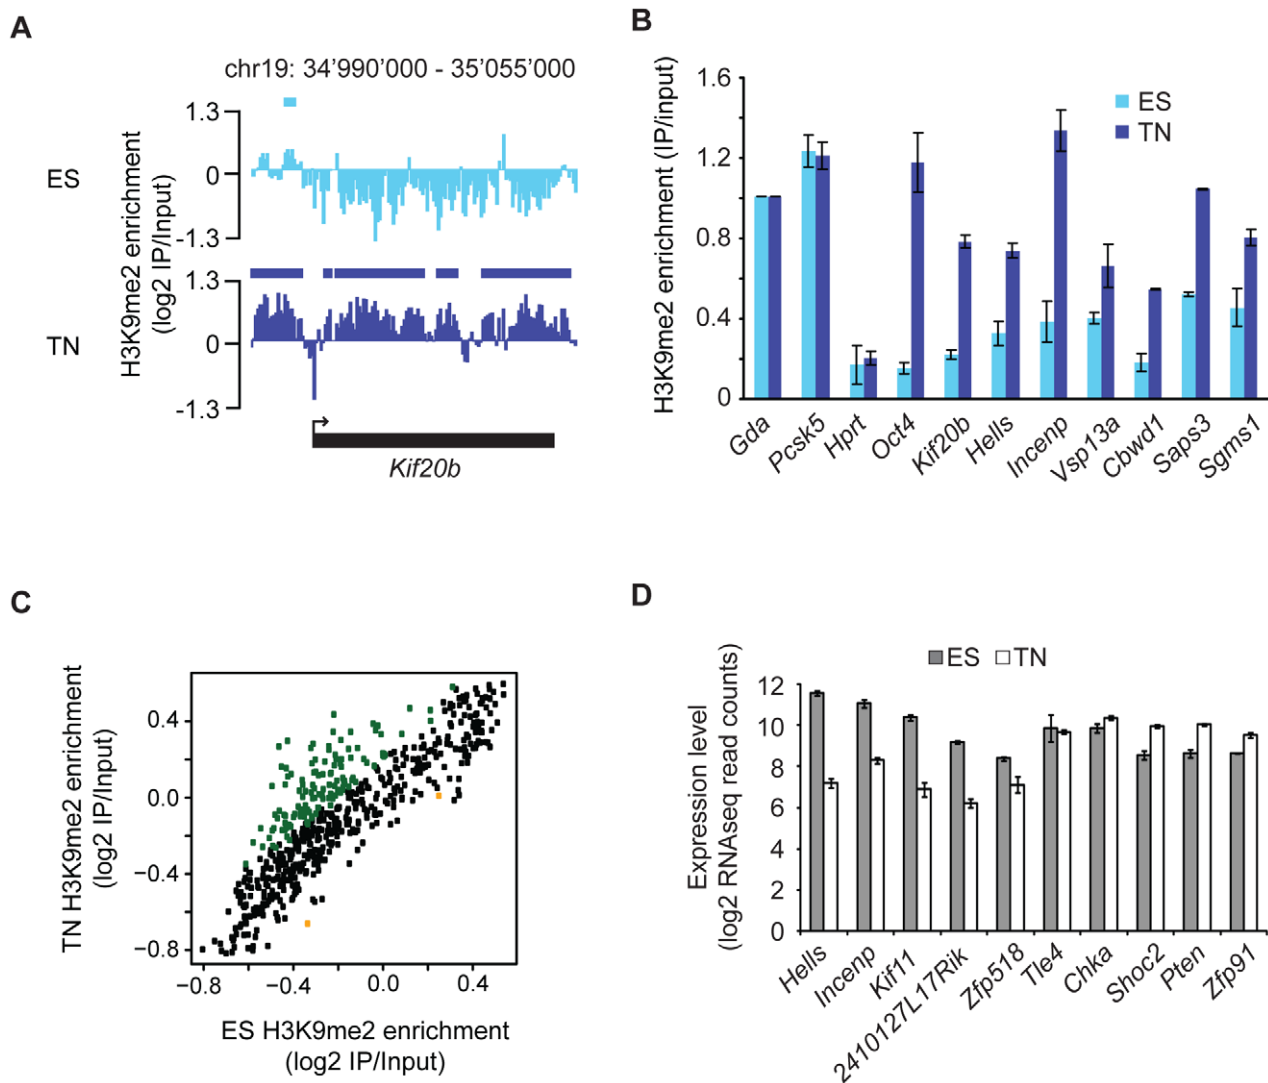 A
chr19: 34'990'000 - 35'055'000
H3K9me2 enrichment
(log2 IP/Input)
ES
1.3
0
-1.3
TN
1.3
0
-1.3
Kif20b
B
H3K9me2 enrichment (IP/input)
1.6
1.2
0.8
0.4
0
ES
TN
Gda
Pcsk5
Hprt
Oct4
Kif20b
Hells
Incenp
Vsp13a
Cbwd1
Saps3
Sgms1
C
TN H3K9me2 enrichment
(log2 IP/Input)
0.4
0.0
−0.4
−0.8
−0.8
−0.4
0.0
0.4
ES H3K9me2 enrichment
(log2 IP/Input)
D
Expression level
(log2 RNAseq read counts)
ES
TN
12
10
8
6
4
2
0
Hells
Incenp
Kif11
2410127L17Rik
Zfp518
Tle4
Chka
Shoc2
Pten
Zfp91